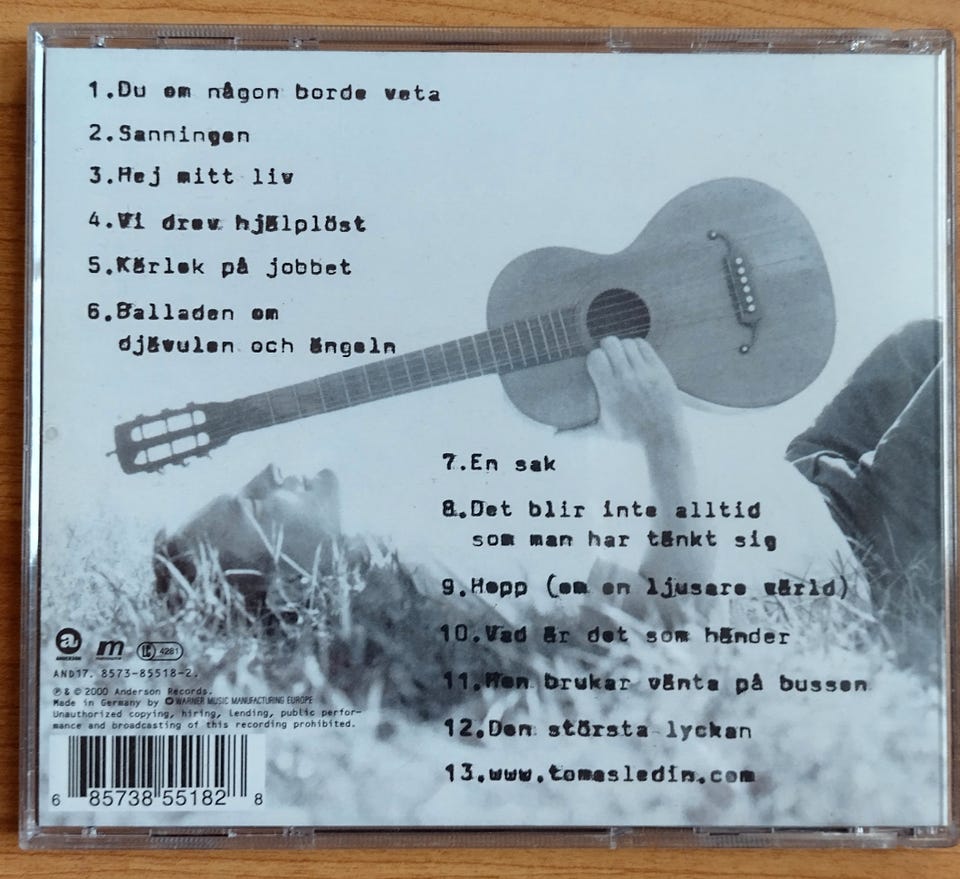 1.Du om någon borde veta
2.Sanningen
3.Hej mitt liv
4.Vi drev hjälplöst
5.Kärlek på jobbet
6.Balladen om
djävulen och ängeln
7.En sak
8.Det blir inte alltid
som man har tänkt sig
9.Hopp (om en ljusare värld)
10.Vad är det som händer
11.Han brukar vänta på bussen
12.Den största lyckan
13.www.tomasledin.com
a m LC 4281
ANDERSON
AND17. 8573-85518-2.
℗ & © 2000 Anderson Records.
Made in Germany by WARNER MUSIC MANUFACTURING EUROPE
Unauthorized copying, hiring, lending, public perfor-
mance and broadcasting of this recording prohibited.
6 85738 55182 8